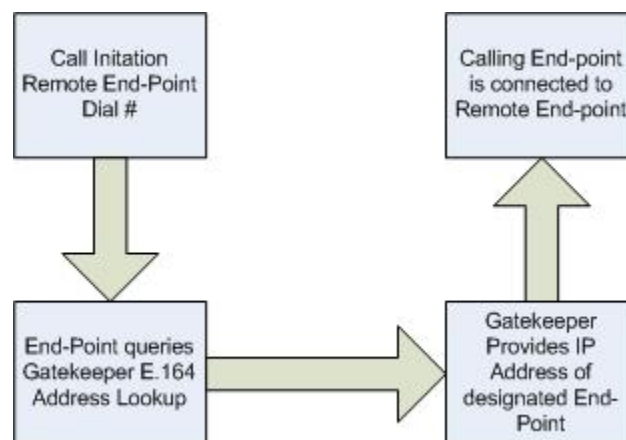 Call Initation
Remote End-Point
Dial #
End-Point queries
Gatekeeper E.164
Address Lookup
Gatekeeper
Provides IP
Address of
designated End-
Point
Calling End-point
is connected to
Remote End-point